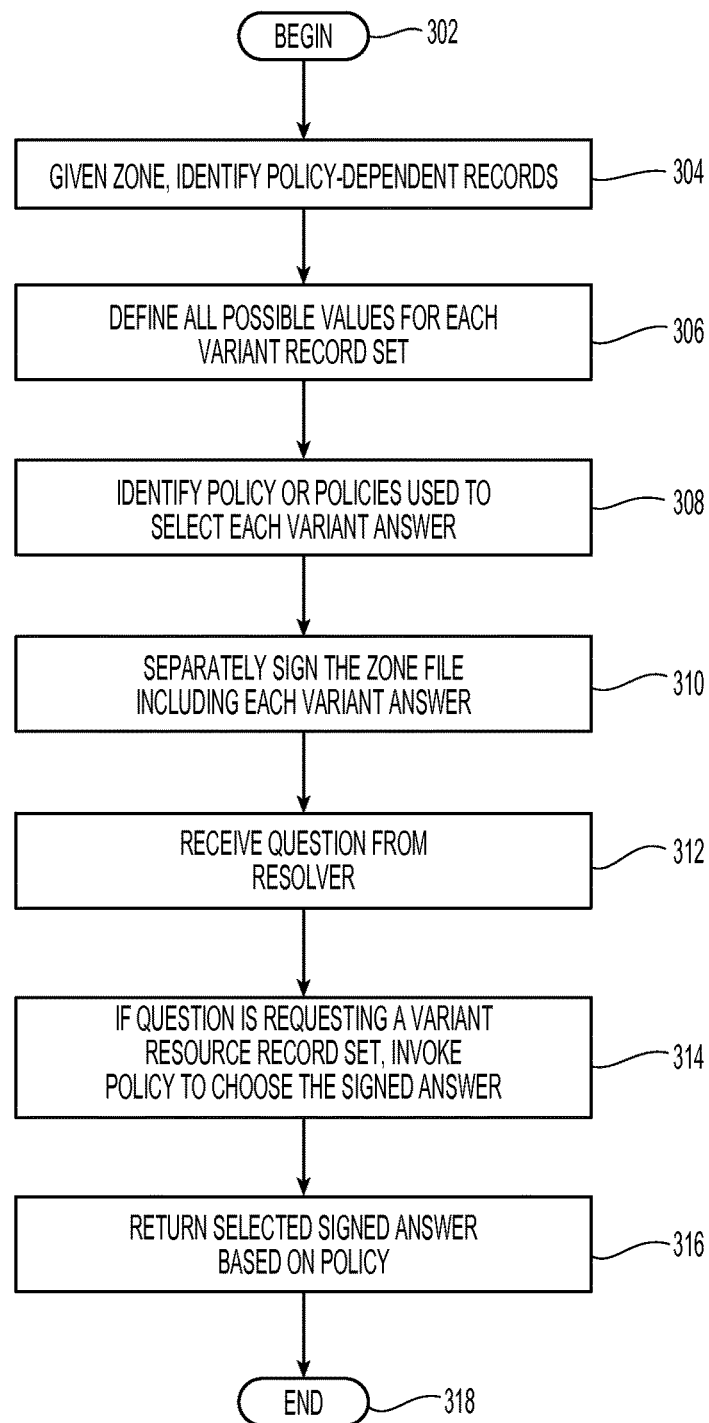 BEGIN
302
GIVEN ZONE, IDENTIFY POLICY-DEPENDENT RECORDS
304
DEFINE ALL POSSIBLE VALUES FOR EACH
VARIANT RECORD SET
306
IDENTIFY POLICY OR POLICIES USED TO
SELECT EACH VARIANT ANSWER
308
SEPARATELY SIGN THE ZONE FILE
INCLUDING EACH VARIANT ANSWER
310
RECEIVE QUESTION FROM
RESOLVER
312
IF QUESTION IS REQUESTING A VARIANT
RESOURCE RECORD SET, INVOKE
POLICY TO CHOOSE THE SIGNED ANSWER
314
RETURN SELECTED SIGNED ANSWER
BASED ON POLICY
316
END
318